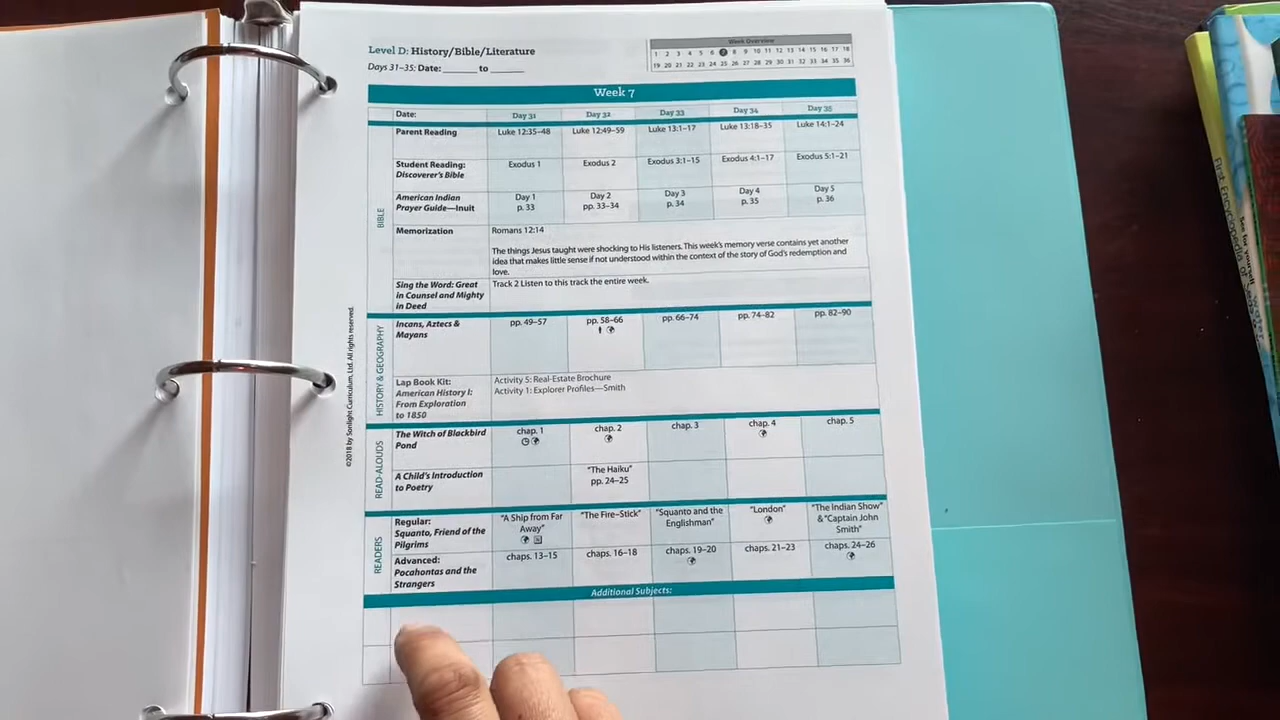 Level D: History/Bible/Literature
Days 31–35: Date: ______ to ______
Week Overview
1 2 3 4 5 6 7 8 9 10 11 12 13 14 15 16 17 18
19 20 21 22 23 24 25 26 27 28 29 30 31 32 33 34 35 36
Week 7
Date: Day 31 Day 32 Day 33 Day 34 Day 35
BIBLE
Parent Reading Luke 12:35–48 Luke 12:49–59 Luke 13:1–17 Luke 13:18–35 Luke 14:1–24
Student Reading: Exodus 1 Exodus 2 Exodus 3:1–15 Exodus 4:1–17 Exodus 5:1–21
Discoverer's Bible
American Indian Day 1 Day 2 Day 3 Day 4 Day 5
Prayer Guide—Inuit p. 33 pp. 33–34 p. 34 p. 35 p. 36
Memorization Romans 12:14
The things Jesus taught were shocking to His listeners. This week's memory verse contains yet another
idea that makes little sense if not understood within the context of the story of God's redemption and
love.
Sing the Word: Great Track 2 Listen to this track the entire week.
in Counsel and Mighty
in Deed
HISTORY & GEOGRAPHY
Incans, Aztecs & pp. 49–57 pp. 58–66 pp. 66–74 pp. 74–82 pp. 82–90
Mayans
Lap Book Kit: Activity 5: Real-Estate Brochure
American History I: Activity 1: Explorer Profiles—Smith
From Exploration
to 1850
READ-ALOUDS
The Witch of Blackbird chap. 1 chap. 2 chap. 3 chap. 4 chap. 5
Pond
A Child's Introduction "The Haiku"
to Poetry pp. 24–25
READERS
Regular: "A Ship from Far "The Fire–Stick" "Squanto and the "London" "The Indian Show"
Squanto, Friend of the Away" Englishman" & "Captain John
Pilgrims Smith"
Advanced: chaps. 13–15 chaps. 16–18 chaps. 19–20 chaps. 21–23 chaps. 24–26
Pocahontas and the
Strangers
Additional Subjects:
©2018 by Sonlight Curriculum, Ltd. All rights reserved.
First Encyclopedia of